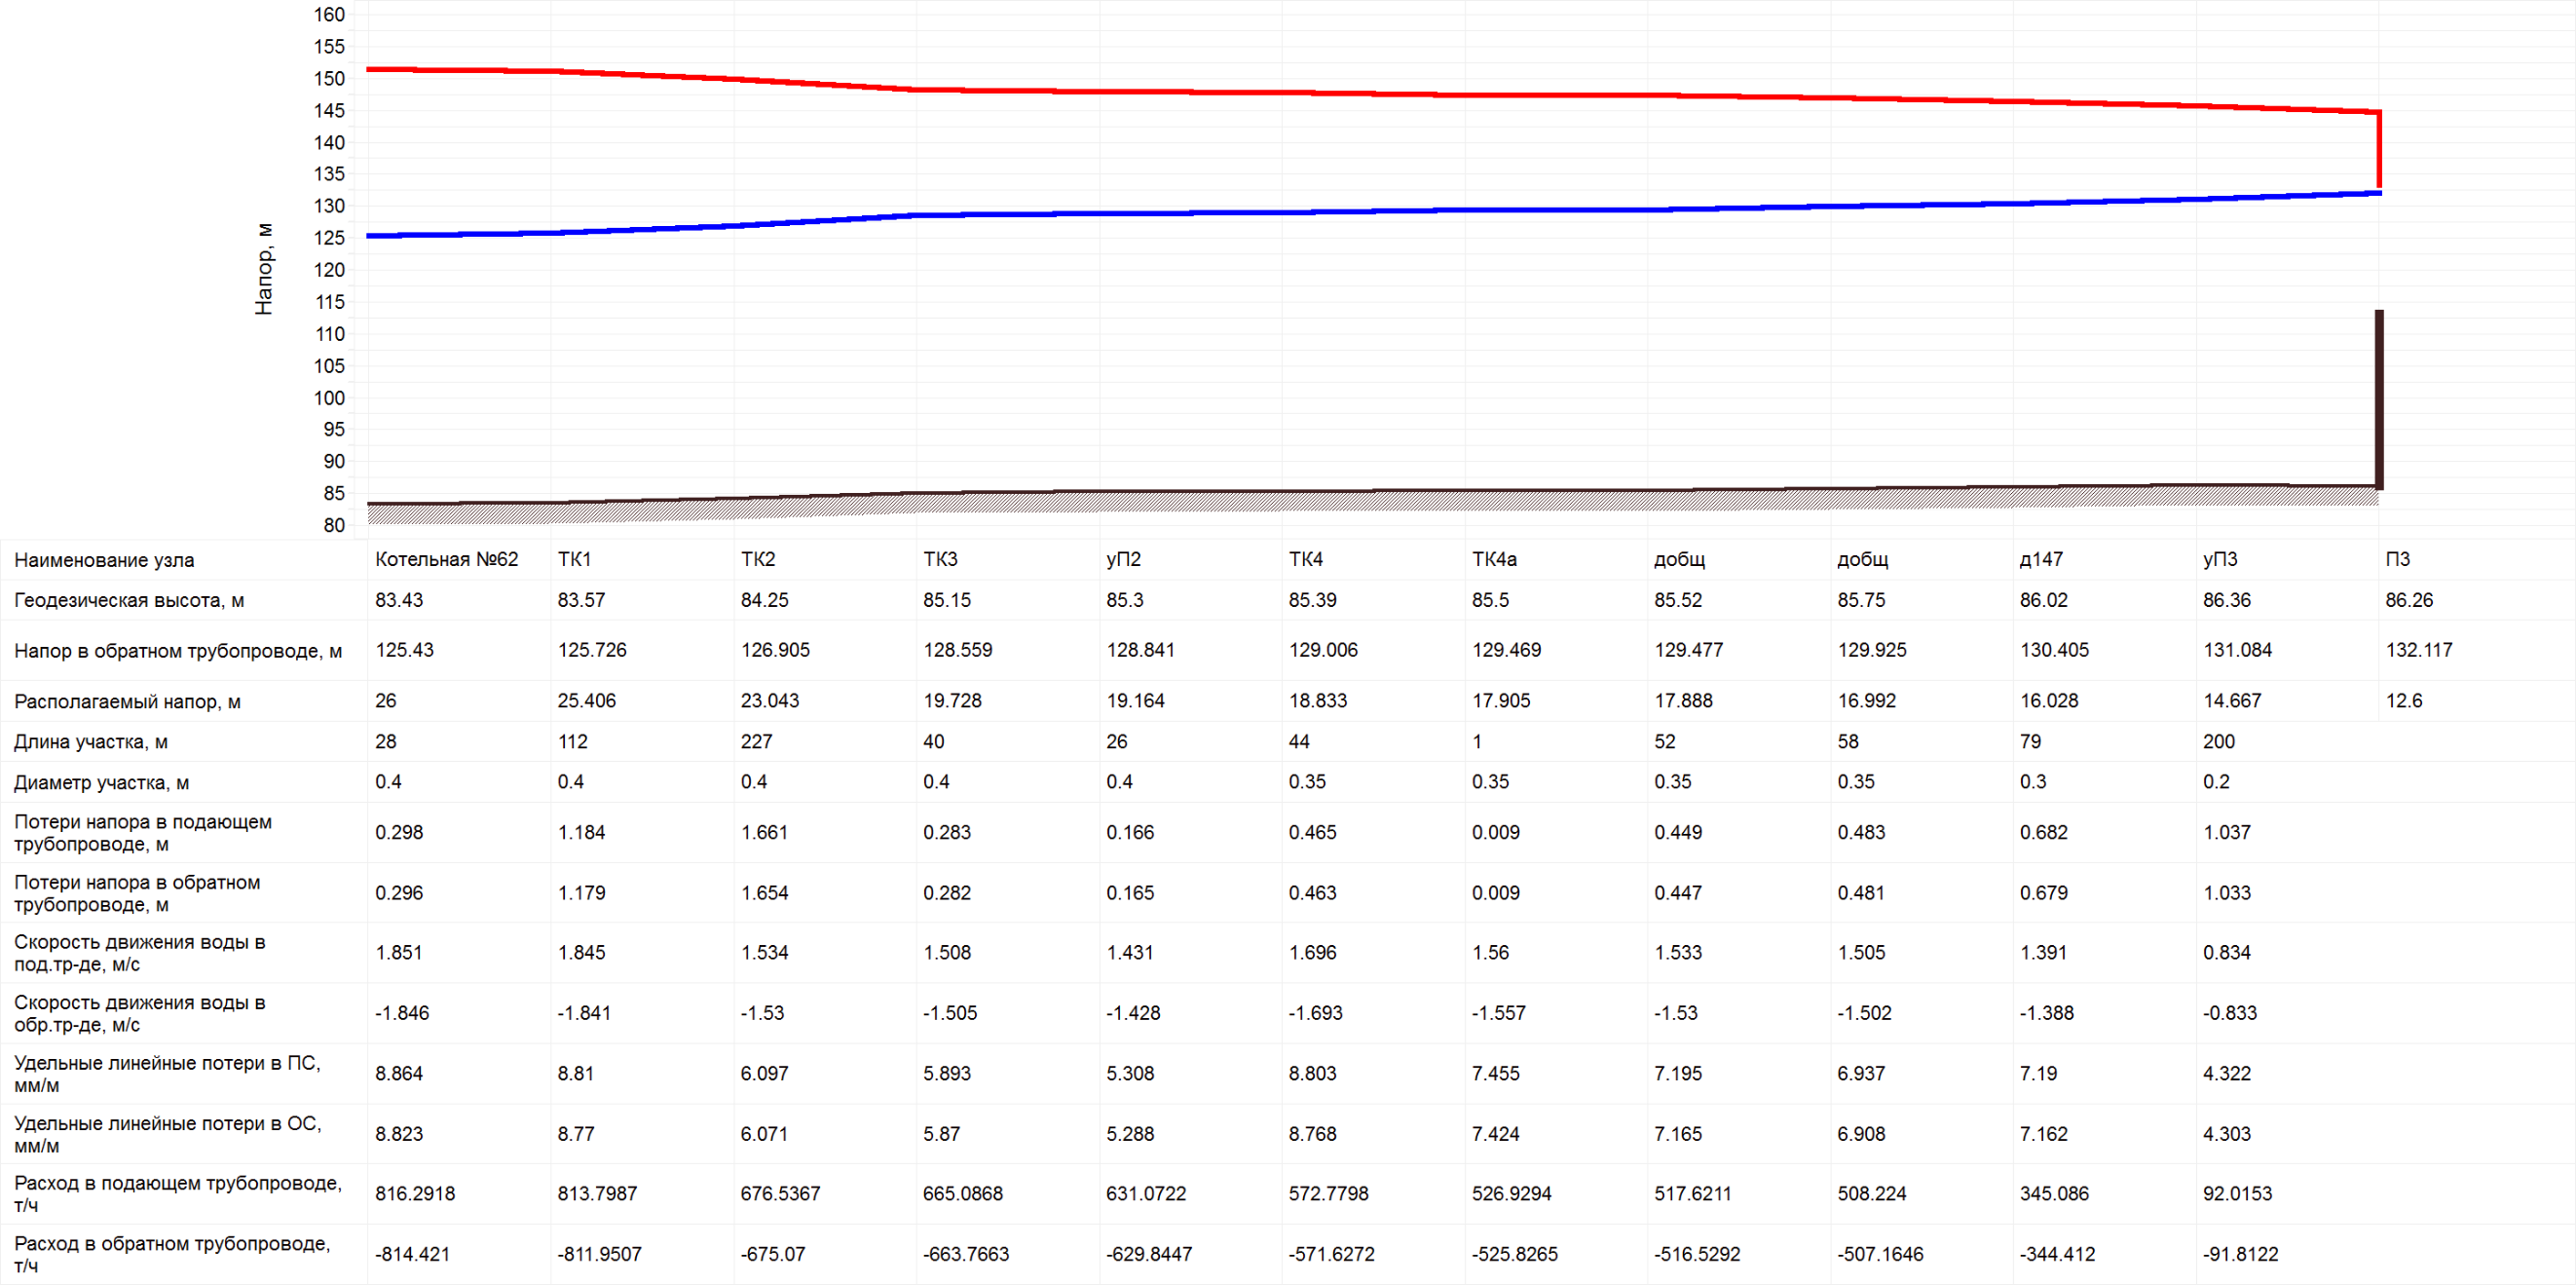 160
155
150
145
140
135
130
125
120
115
110
105
100
95
90
85
80
Напор, м
Наименование узла Котельная №62 ТК1 ТК2 ТК3 уП2 ТК4 ТК4а добщ добщ д147 уП3 П3
Геодезическая высота, м 83.43 83.57 84.25 85.15 85.3 85.39 85.5 85.52 85.75 86.02 86.36 86.26
Напор в обратном трубопроводе, м 125.43 125.726 126.905 128.559 128.841 129.006 129.469 129.477 129.925 130.405 131.084 132.117
Располагаемый напор, м 26 25.406 23.043 19.728 19.164 18.833 17.905 17.888 16.992 16.028 14.667 12.6
Длина участка, м 28 112 227 40 26 44 1 52 58 79 200
Диаметр участка, м 0.4 0.4 0.4 0.4 0.4 0.35 0.35 0.35 0.35 0.3 0.2
Потери напора в подающем
трубопроводе, м 0.298 1.184 1.661 0.283 0.166 0.465 0.009 0.449 0.483 0.682 1.037
Потери напора в обратном
трубопроводе, м 0.296 1.179 1.654 0.282 0.165 0.463 0.009 0.447 0.481 0.679 1.033
Скорость движения воды в
под.тр-де, м/с 1.851 1.845 1.534 1.508 1.431 1.696 1.56 1.533 1.505 1.391 0.834
Скорость движения воды в
обр.тр-де, м/с -1.846 -1.841 -1.53 -1.505 -1.428 -1.693 -1.557 -1.53 -1.502 -1.388 -0.833
Удельные линейные потери в ПС,
мм/м 8.864 8.81 6.097 5.893 5.308 8.803 7.455 7.195 6.937 7.19 4.322
Удельные линейные потери в ОС,
мм/м 8.823 8.77 6.071 5.87 5.288 8.768 7.424 7.165 6.908 7.162 4.303
Расход в подающем трубопроводе,
т/ч 816.2918 813.7987 676.5367 665.0868 631.0722 572.7798 526.9294 517.6211 508.224 345.086 92.0153
Расход в обратном трубопроводе,
т/ч -814.421 -811.9507 -675.07 -663.7663 -629.8447 -571.6272 -525.8265 -516.5292 -507.1646 -344.412 -91.8122